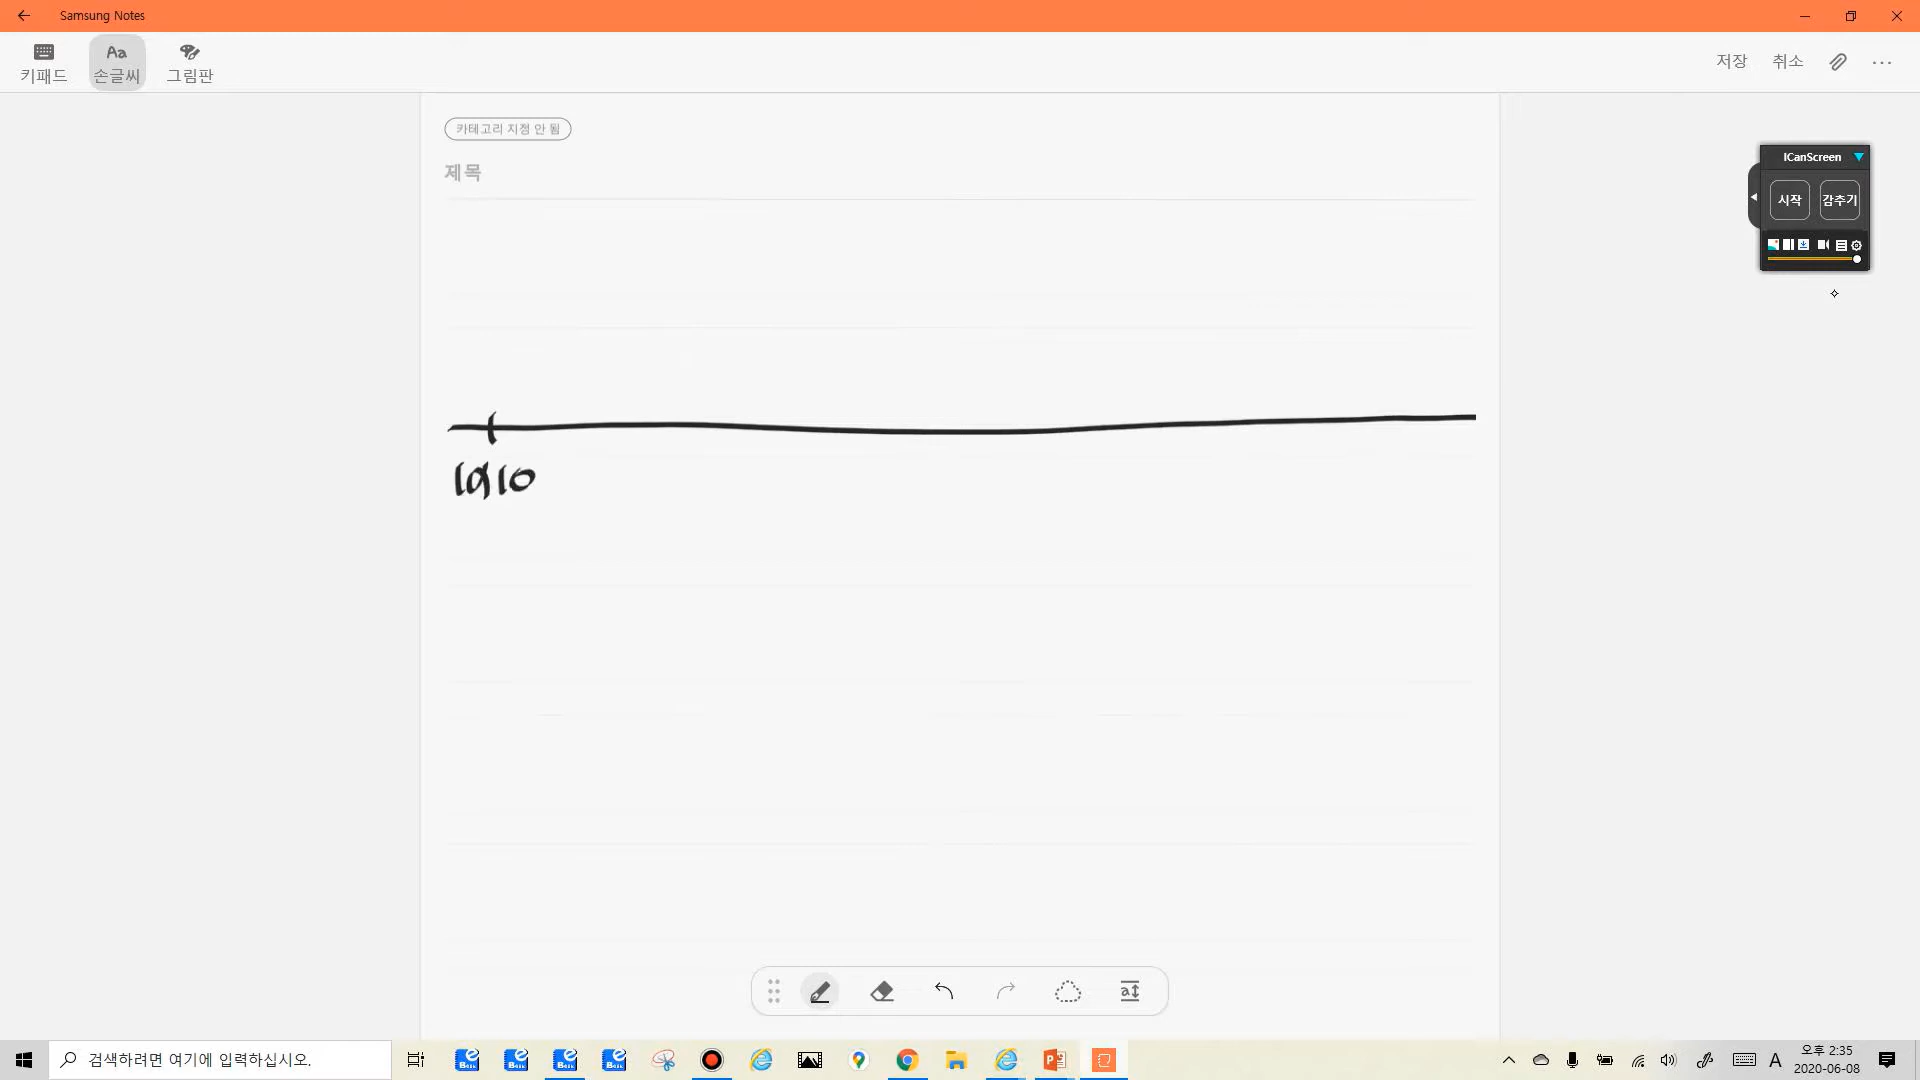 Samsung Notes
키패드
Aa
손글씨
그림판
저장
취소
카테고리 지정 안 됨
제목
ICanScreen
시작
감추기
1910
검색하려면 여기에 입력하십시오.
A
오후 2:35
2020-06-08